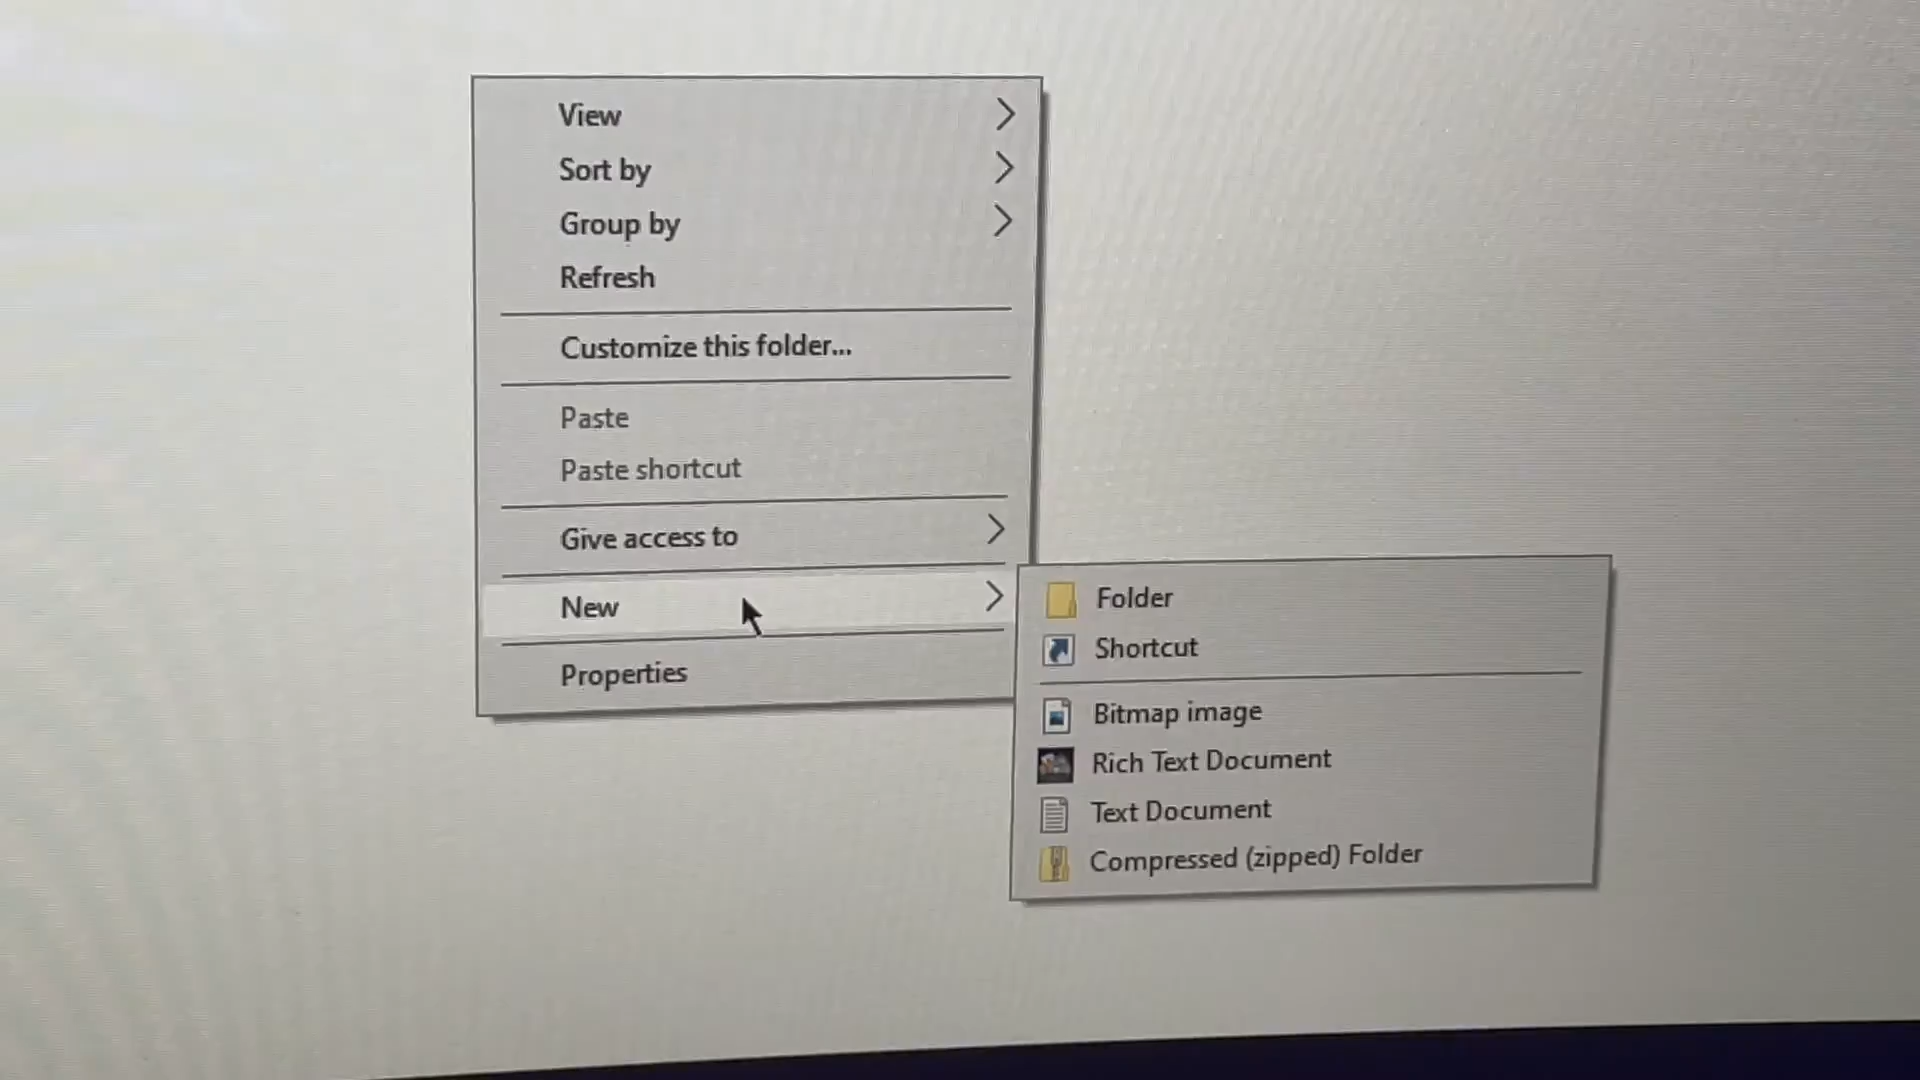 View
Sort by
Group by
Refresh
Customize this folder...
Paste
Paste shortcut
Give access to
New
Properties
Folder
Shortcut
Bitmap image
Rich Text Document
Text Document
Compressed (zipped) Folder